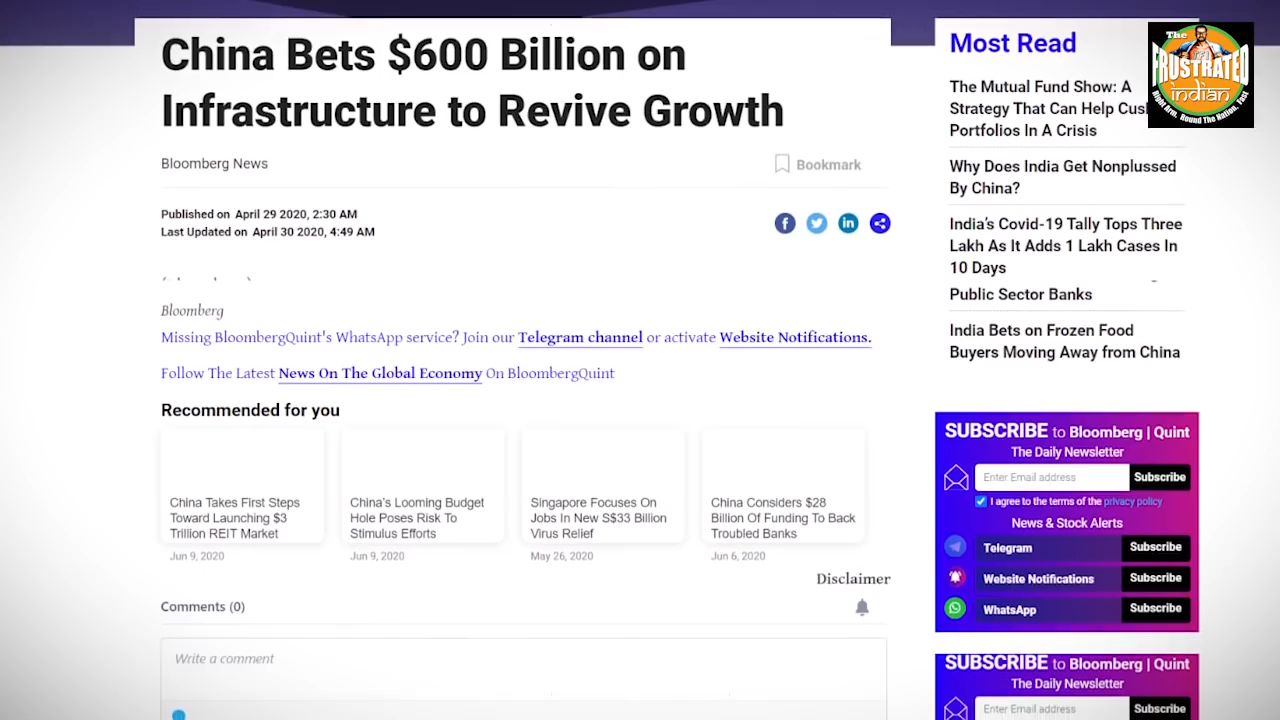 China Bets $600 Billion on
Infrastructure to Revive Growth
Bloomberg News
Bookmark
Published on April 29 2020, 2:30 AM
Last Updated on April 30 2020, 4:49 AM
Bloomberg
Missing BloombergQuint's WhatsApp service? Join our Telegram channel or activate Website Notifications.
Follow The Latest News On The Global Economy On BloombergQuint
Recommended for you
China Takes First Steps
Toward Launching $3
Trillion REIT Market
Jun 9, 2020
China's Looming Budget
Hole Poses Risk To
Stimulus Efforts
Jun 9, 2020
Singapore Focuses On
Jobs In New S$33 Billion
Virus Relief
May 26, 2020
China Considers $28
Billion Of Funding To Back
Troubled Banks
Jun 6, 2020
Disclaimer
Comments (0)
Write a comment
Most Read
The Mutual Fund Show: A
Strategy That Can Help
Portfolios In A Crisis
Why Does India Get Nonplussed
By China?
India's Covid-19 Tally Tops Three
Lakh As It Adds 1 Lakh Cases In
10 Days
Public Sector Banks
India Bets on Frozen Food
Buyers Moving Away from China
SUBSCRIBE to Bloomberg | Quint
The Daily Newsletter
Enter Email address
Subscribe
I agree to the terms of the privacy policy
News & Stock Alerts
Telegram
Subscribe
Website Notifications
Subscribe
WhatsApp
Subscribe
SUBSCRIBE to Bloomberg | Quint
The Daily Newsletter
Enter Email address
Subscribe
The
FRUSTRATED
indian
Right Arm, Round The Nation, Fast